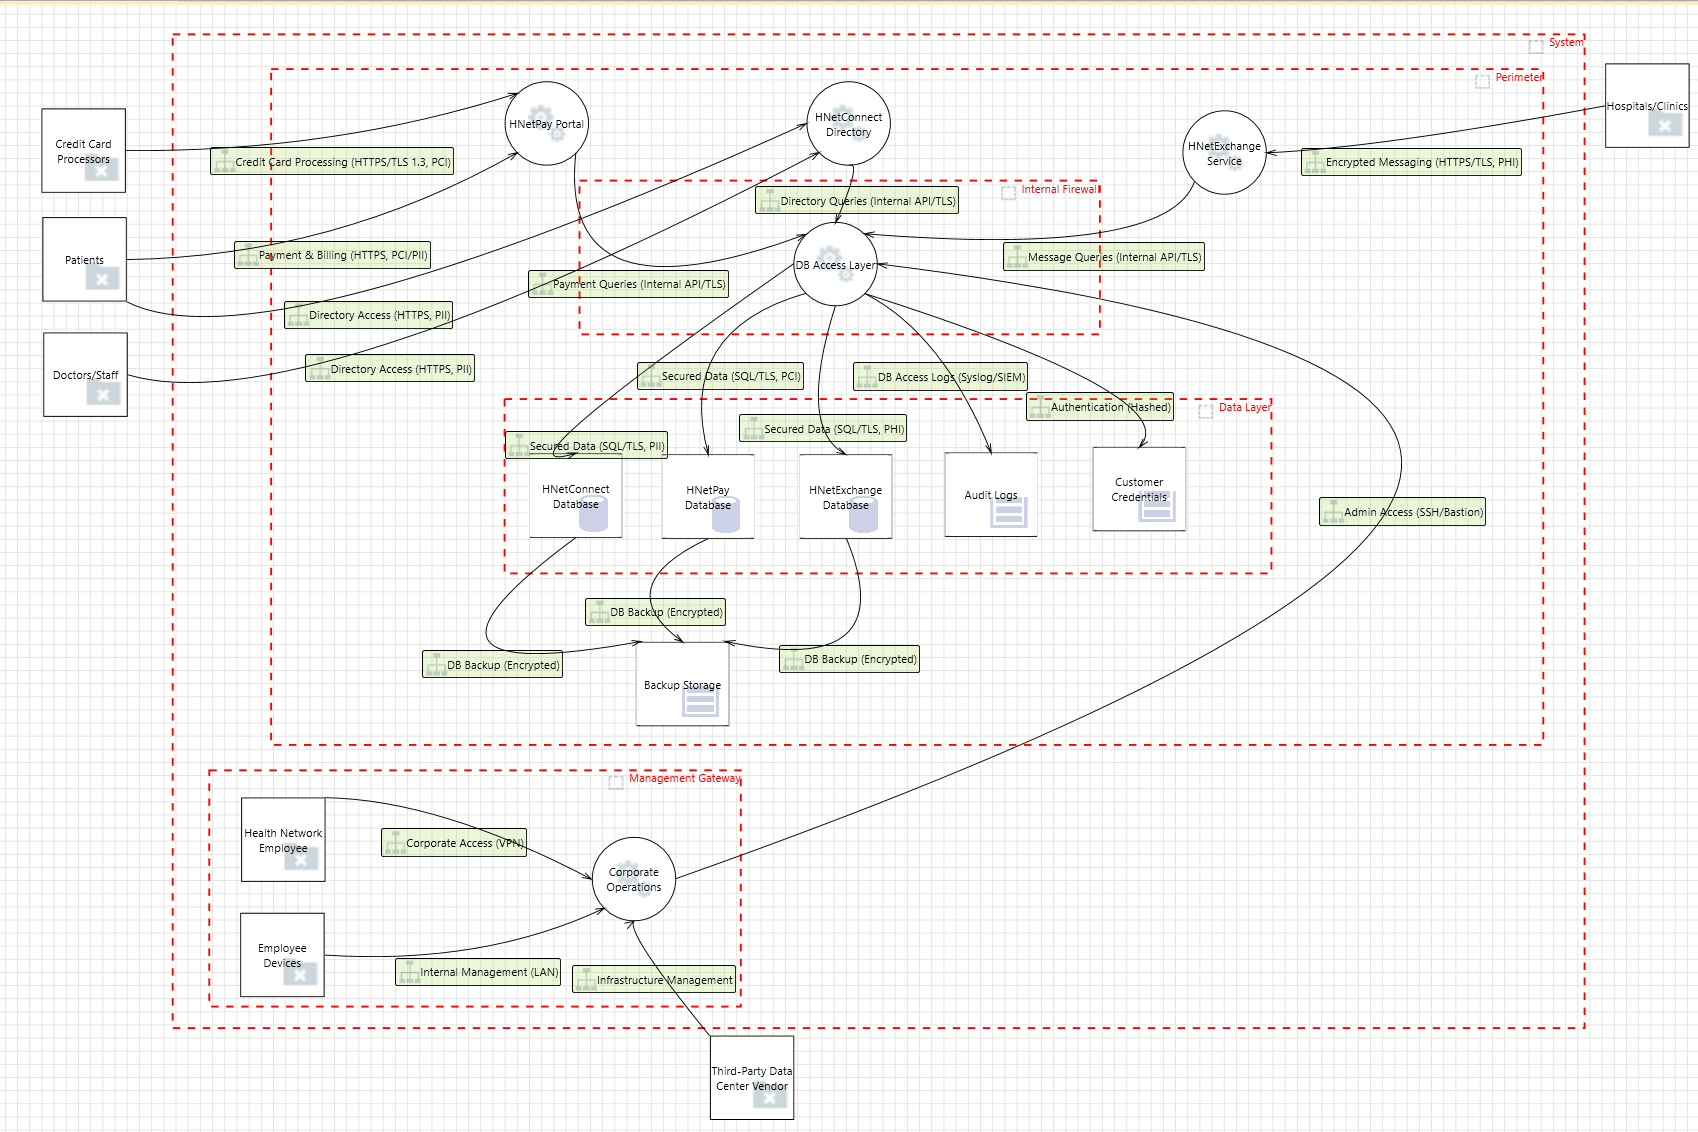 System
Perimeter
Hospitals/Clinics
Credit Card
Processors
HNetPay Portal
HNetConnect
Directory
HNetExchange
Service
Credit Card Processing (HTTPS/TLS 1.3, PCI)
Encrypted Messaging (HTTPS/TLS, PHI)
Internal Firewall
Directory Queries (Internal API/TLS)
Patients
Payment & Billing (HTTPS, PCI/PII)
DB Access Layer
Message Queries (Internal API/TLS)
Payment Queries (Internal API/TLS)
Directory Access (HTTPS, PII)
Doctors/Staff
Directory Access (HTTPS, PII)
Secured Data (SQL/TLS, PCI)
DB Access Logs (Syslog/SIEM)
Authentication (Hashed)
Data Layer
Secured Data (SQL/TLS, PHI)
Secured Data (SQL/TLS, PII)
HNetConnect
Database
HNetPay
Database
HNetExchange
Database
Audit Logs
Customer
Credentials
Admin Access (SSH/Bastion)
DB Backup (Encrypted)
DB Backup (Encrypted)
DB Backup (Encrypted)
Backup Storage
Management Gateway
Health Network
Employee
Corporate Access (VPN)
Corporate
Operations
Employee
Devices
Internal Management (LAN)
Infrastructure Management
Third-Party Data
Center Vendor